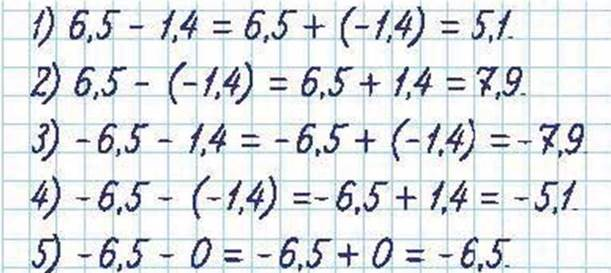 1) 6,5 - 1,4 = 6,5 + (-1,4) = 5,1.
2) 6,5 - (-1,4) = 6,5 + 1,4 = 7,9.
3) -6,5 - 1,4 = -6,5 + (-1,4) = -7,9
4) -6,5 - (-1,4) = -6,5 + 1,4 = -5,1.
5) -6,5 - 0 = -6,5 + 0 = -6,5.